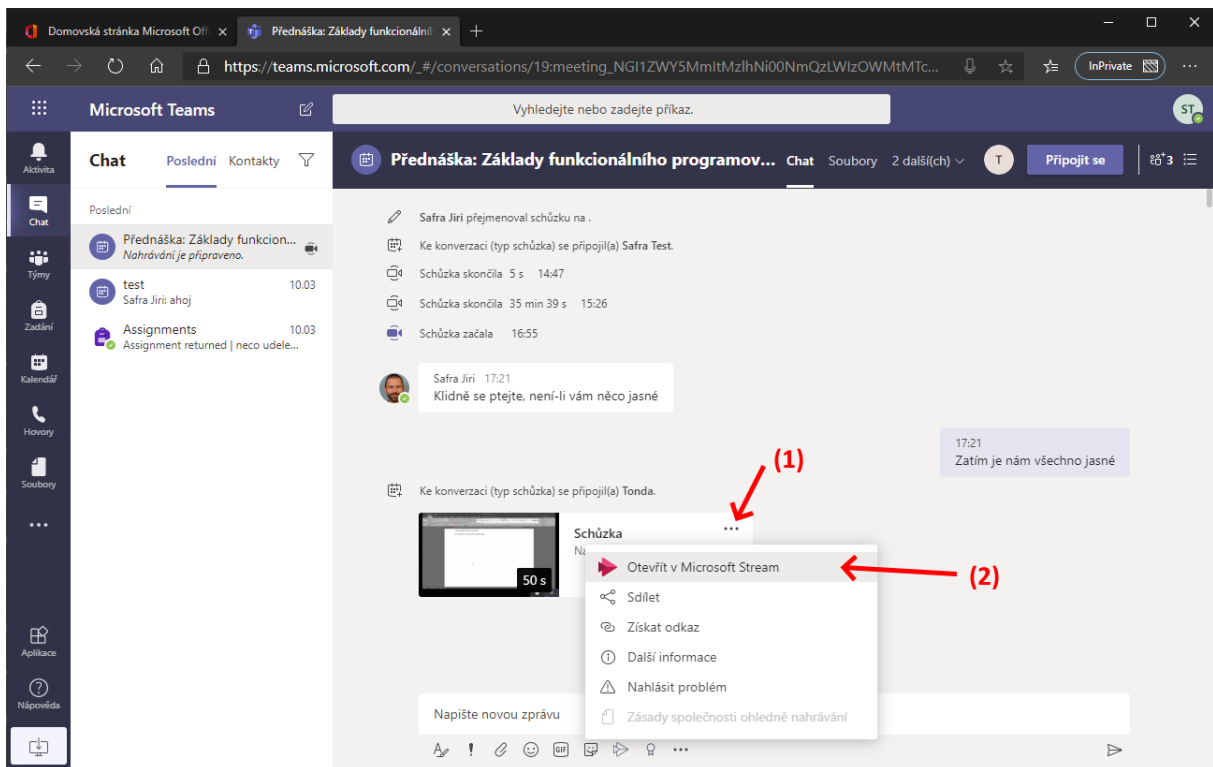 Domovská stránka Microsoft Off
Přednáška: Základy funkcionáln
https://teams.microsoft.com/_#/conversations/19:meeting_NGI1ZWY5MmItMzlhNi00NmQzLWIzOWMtMTc...
InPrivate
Microsoft Teams
Vyhledejte nebo zadejte příkaz.
ST
Aktivita
Chat
Týmy
Zadání
Kalendář
Hovory
Soubory
Aplikace
Nápověda
Chat Poslední Kontakty
Poslední
Přednáška: Základy funkcion...
Nahrávání je připraveno.
test 10.03
Safra Jiri: ahoj
Assignments 10.03
Assignment returned | neco udele...
Přednáška: Základy funkcionálního programov... Chat Soubory 2 další(ch) T Připojit se 3
Safra Jiri přejmenoval schůzku na .
Ke konverzaci (typ schůzka) se připojil(a) Safra Test.
Schůzka skončila 5 s 14:47
Schůzka skončila 35 min 39 s 15:26
Schůzka začala 16:55
Safra Jiri 17:21
Klidně se ptejte, není-li vám něco jasné
17:21
Zatím je nám všechno jasné
(1)
Ke konverzaci (typ schůzka) se připojil(a) Tonda.
Schůzka
50 s
Otevřít v Microsoft Stream
(2)
Sdílet
Získat odkaz
Další informace
Nahlásit problém
Zásady společnosti ohledně nahrávání
Napište novou zprávu
GIF